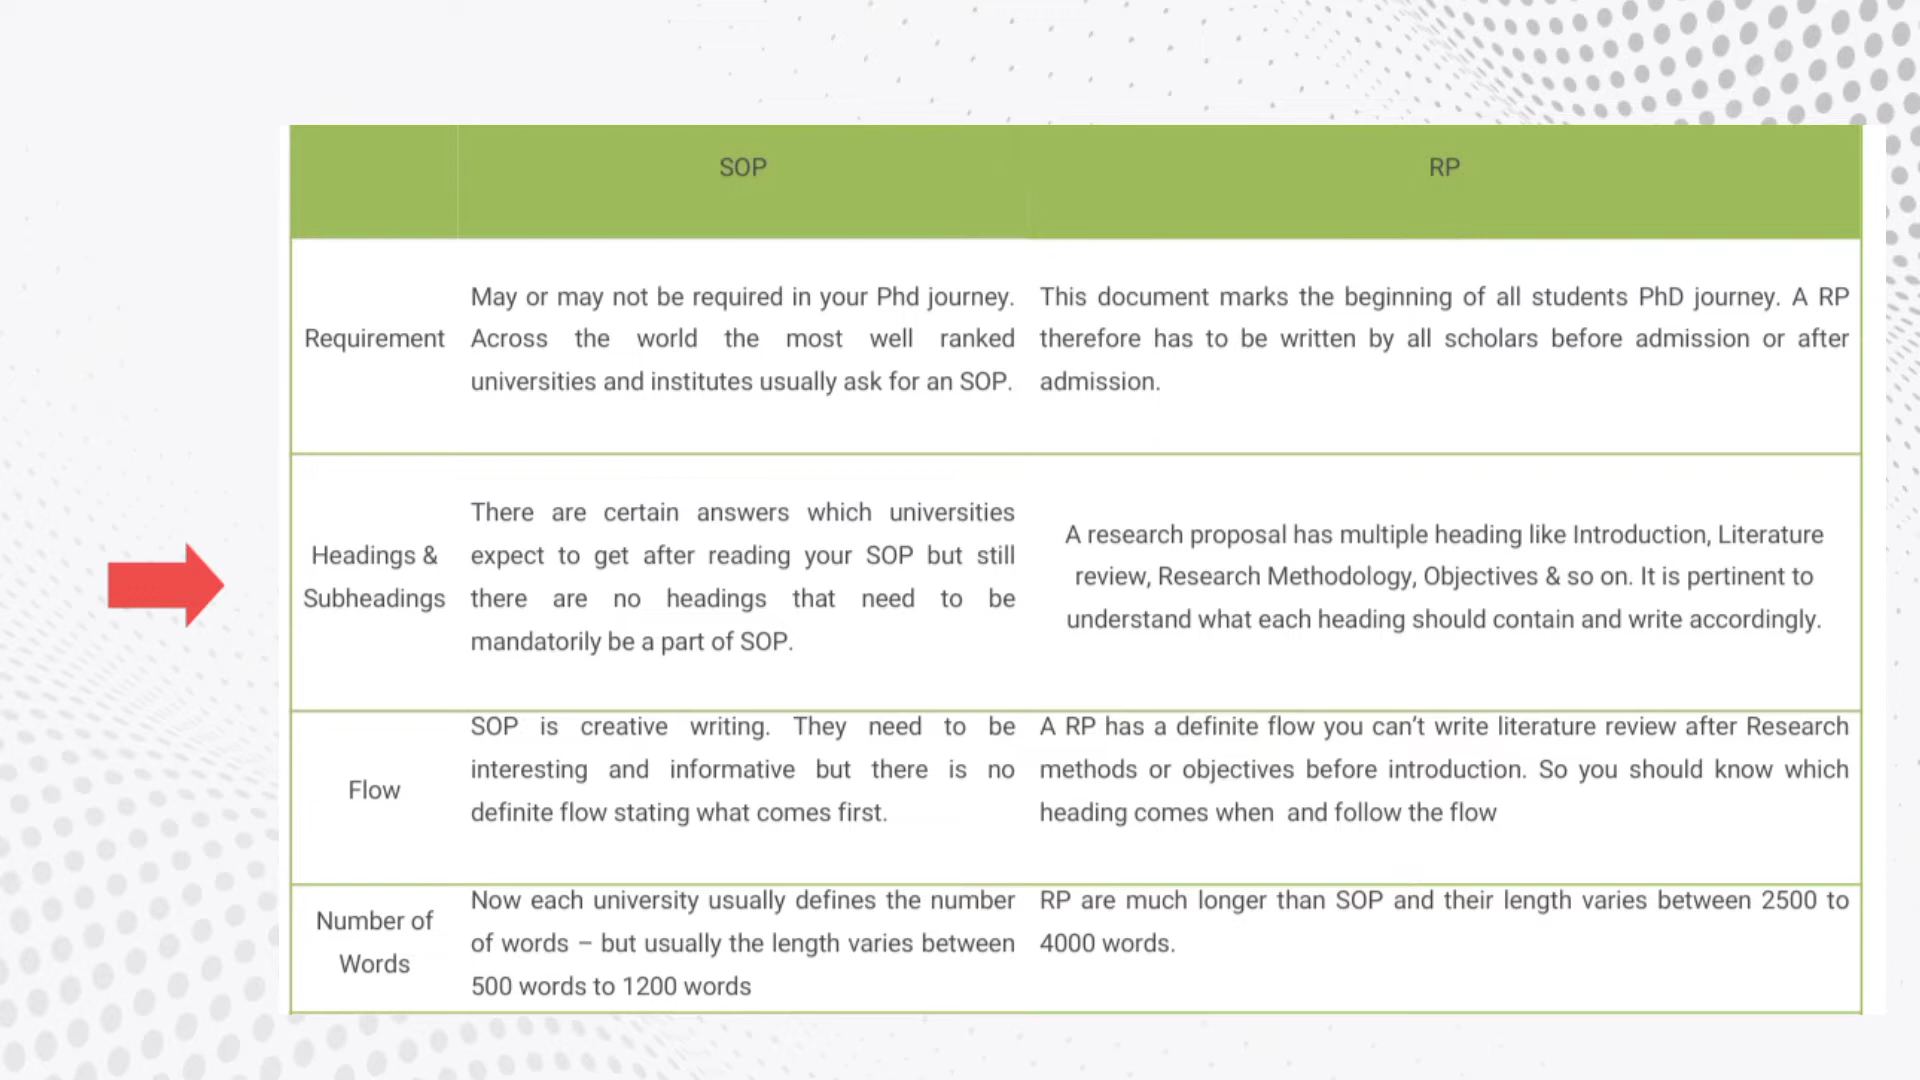 SOP
RP
Requirement
May or may not be required in your Phd journey.
Across the world the most well ranked
universities and institutes usually ask for an SOP.
This document marks the beginning of all students PhD journey. A RP
therefore has to be written by all scholars before admission or after
admission.
Headings &
Subheadings
There are certain answers which universities
expect to get after reading your SOP but still
there are no headings that need to be
mandatorily be a part of SOP.
A research proposal has multiple heading like Introduction, Literature
review, Research Methodology, Objectives & so on. It is pertinent to
understand what each heading should contain and write accordingly.
Flow
SOP is creative writing. They need to be
interesting and informative but there is no
definite flow stating what comes first.
A RP has a definite flow you can’t write literature review after Research
methods or objectives before introduction. So you should know which
heading comes when  and follow the flow
Number of
Words
Now each university usually defines the number
of words – but usually the length varies between
500 words to 1200 words
RP are much longer than SOP and their length varies between 2500 to
4000 words.